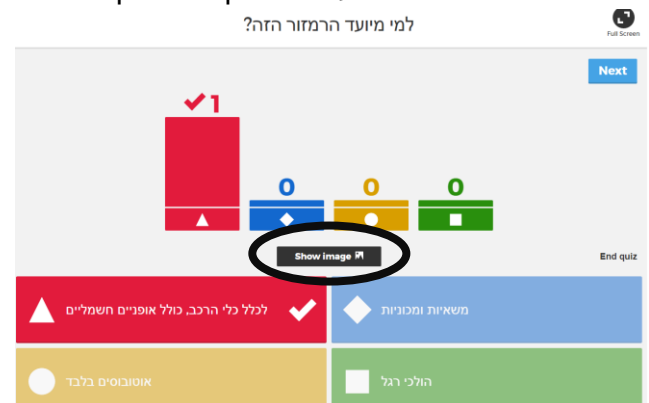 למי מיועד הרמזור הזה?
Full Screen
Next
1
0
0
0
Show image
End quiz
לכלל כלי הרכב, כולל אופניים חשמליים
משאיות ומכוניות
אוטובוסים בלבד
הולכי רגל